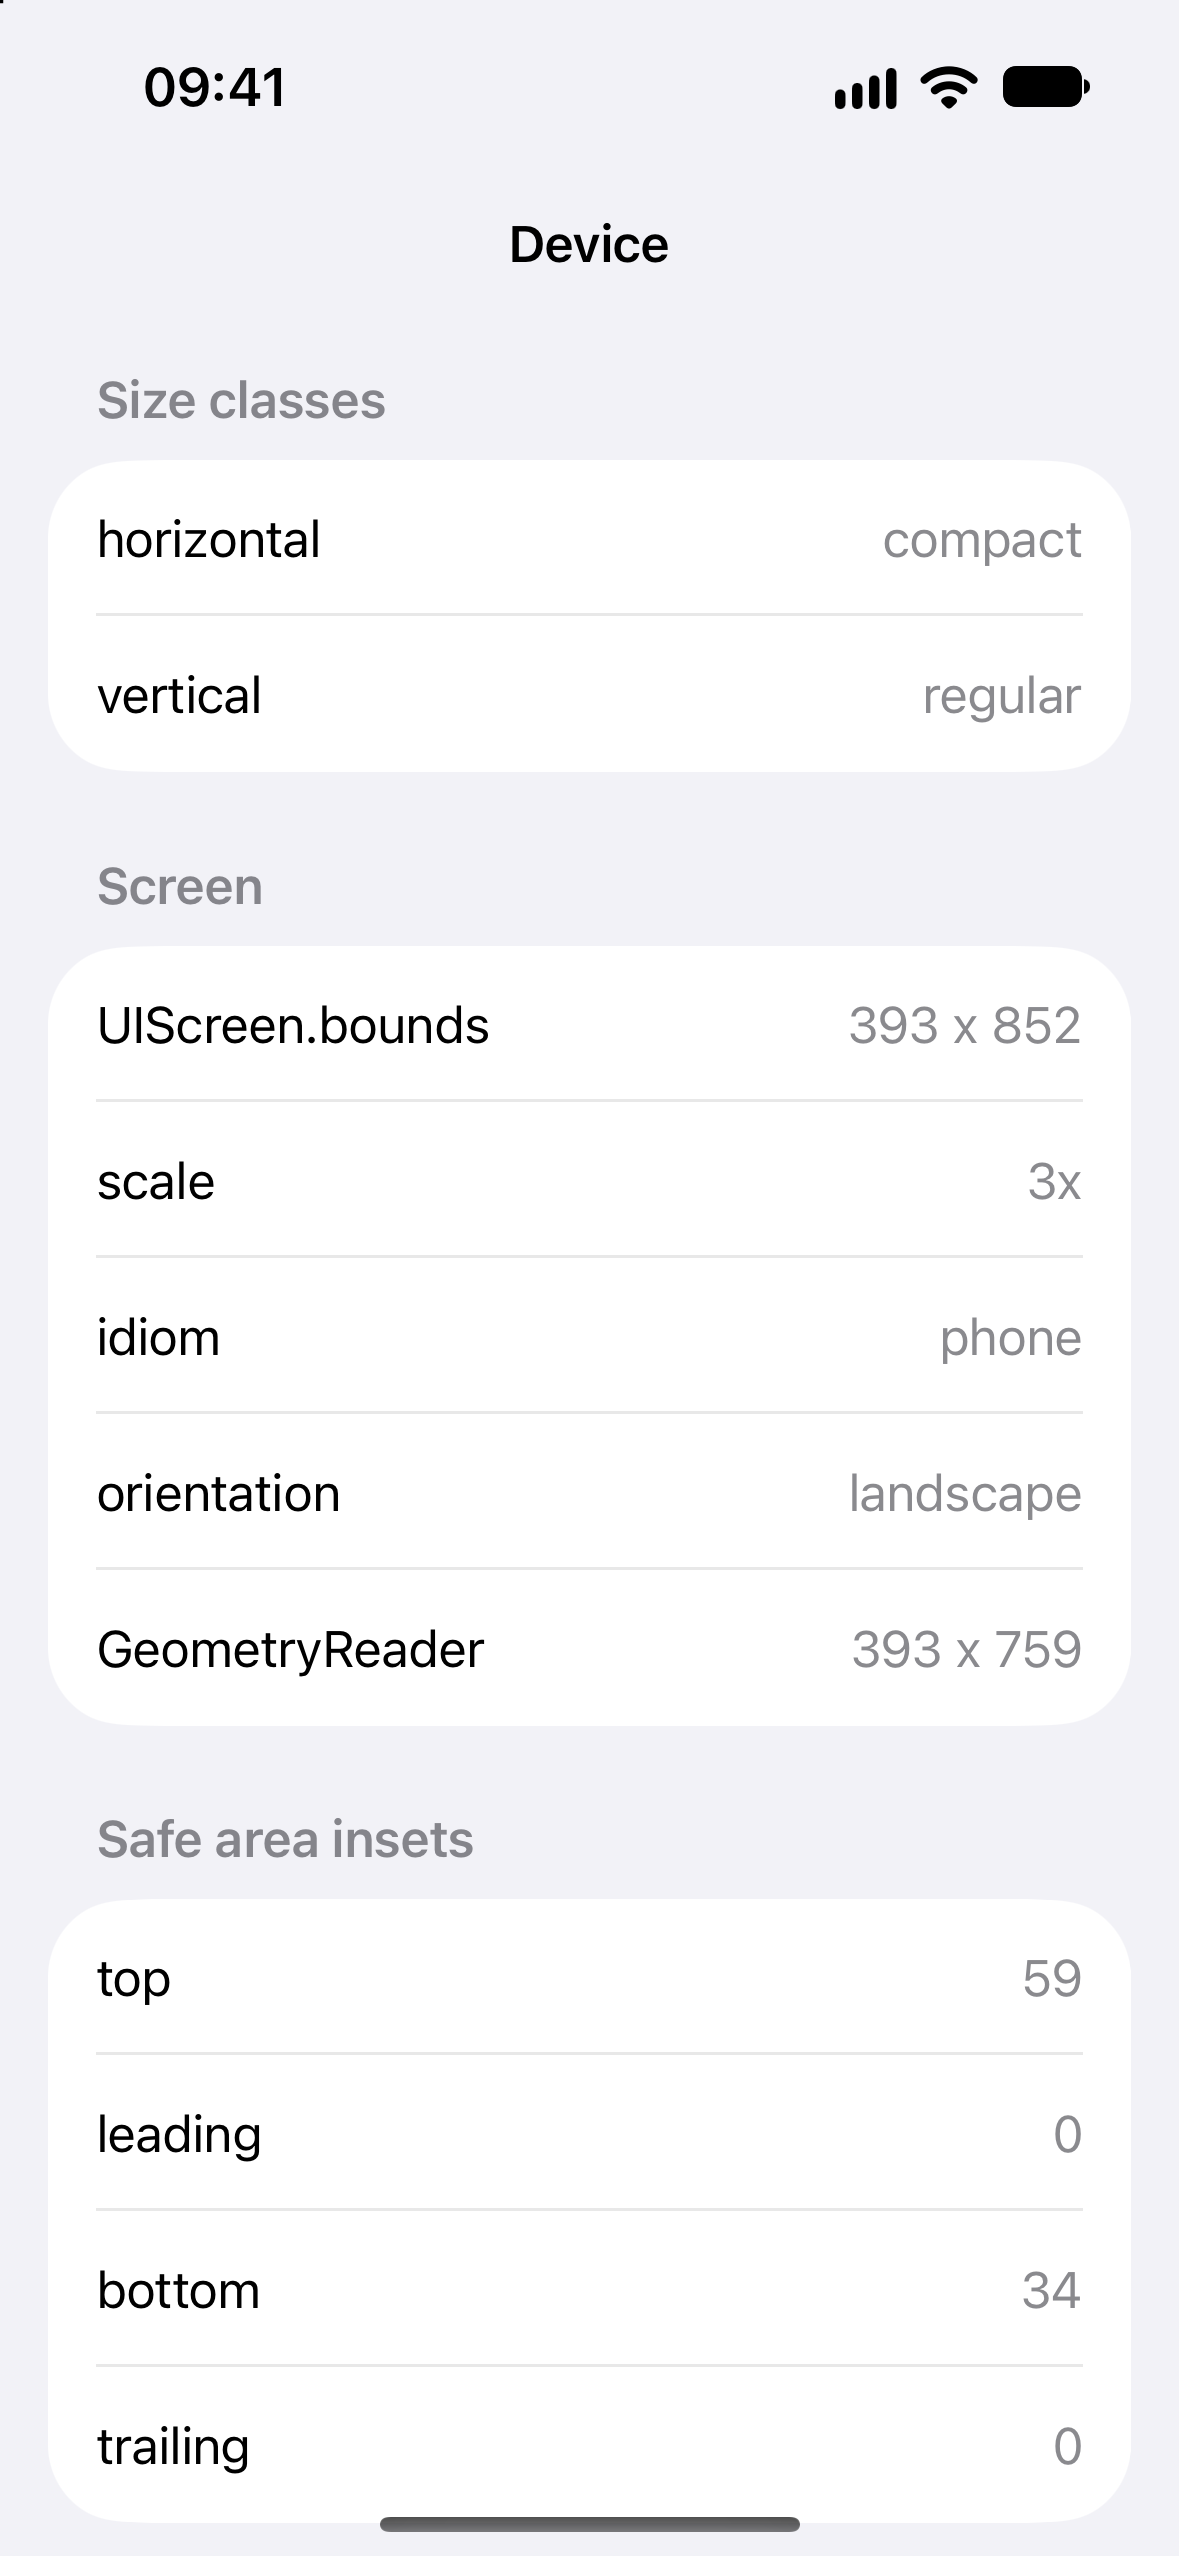 09:41
Device
Size classes
horizontal compact
vertical regular
Screen
UIScreen.bounds 393 x 852
scale 3x
idiom phone
orientation landscape
GeometryReader 393 x 759
Safe area insets
top 59
leading 0
bottom 34
trailing 0